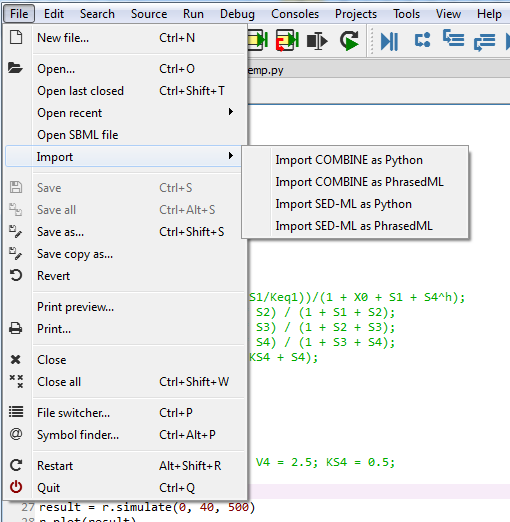 File Edit Search Source Run Debug Consoles Projects Tools View Help
New file... Ctrl+N
emp.py
Open... Ctrl+O
Open last closed Ctrl+Shift+T
Open recent
Open SBML file
Import
Import COMBINE as Python
Import COMBINE as PhrasedML
Import SED-ML as Python
Import SED-ML as PhrasedML
Save Ctrl+S
Save all Ctrl+Alt+S
Save as... Ctrl+Shift+S
Save copy as...
Revert
Print preview...
Print...
Close
Close all Ctrl+Shift+W
File switcher... Ctrl+P
Symbol finder... Ctrl+Alt+P
Restart Alt+Shift+R
Quit Ctrl+Q
S1/Keq1))/(1 + X0 + S1 + S4^h);
S2) / (1 + S1 + S2);
S3) / (1 + S2 + S3);
S4) / (1 + S3 + S4);
KS4 + S4);
V4 = 2.5; KS4 = 0.5;
27 result = r.simulate(0, 40, 500)
28 r.plot(result)